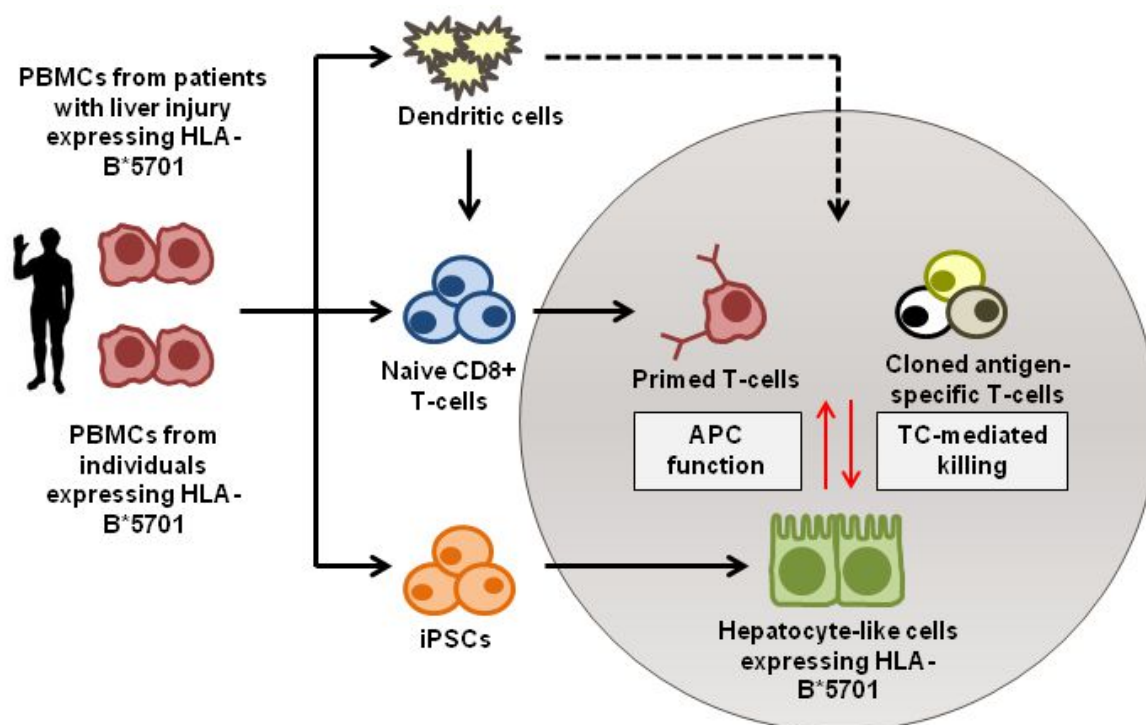 PBMCs from patients
with liver injury
expressing HLA-
B*5701
Dendritic cells
Naive CD8+
T-cells
Primed T-cells
Cloned antigen-
specific T-cells
PBMCs from
individuals
expressing HLA-
B*5701
APC
function
TC-mediated
killing
iPSCs
Hepatocyte-like cells
expressing HLA-
B*5701